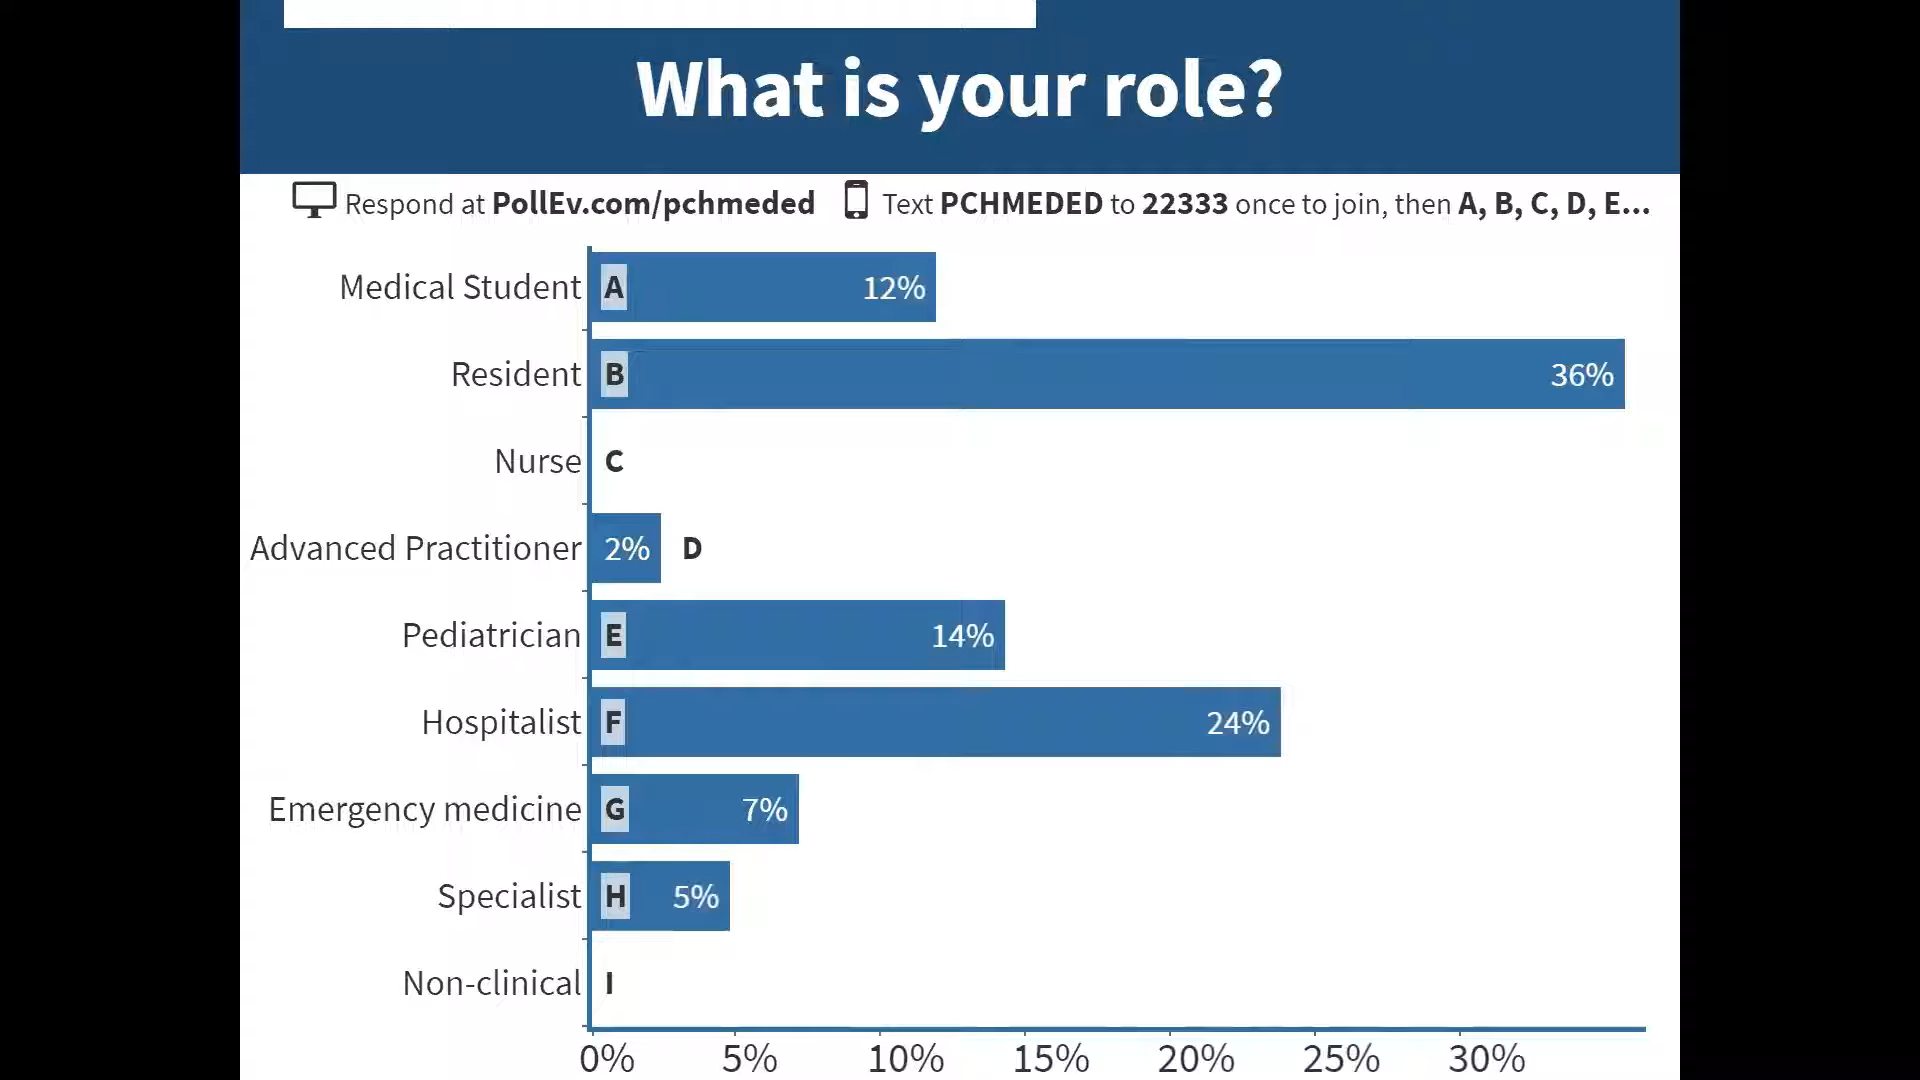 What is your role?
Respond at PollEv.com/pchmeded Text PCHMEDED to 22333 once to join, then A, B, C, D, E...
Medical Student A 12%
Resident B 36%
Nurse C
Advanced Practitioner 2% D
Pediatrician E 14%
Hospitalist F 24%
Emergency medicine G 7%
Specialist H 5%
Non-clinical I
0% 5% 10% 15% 20% 25% 30%